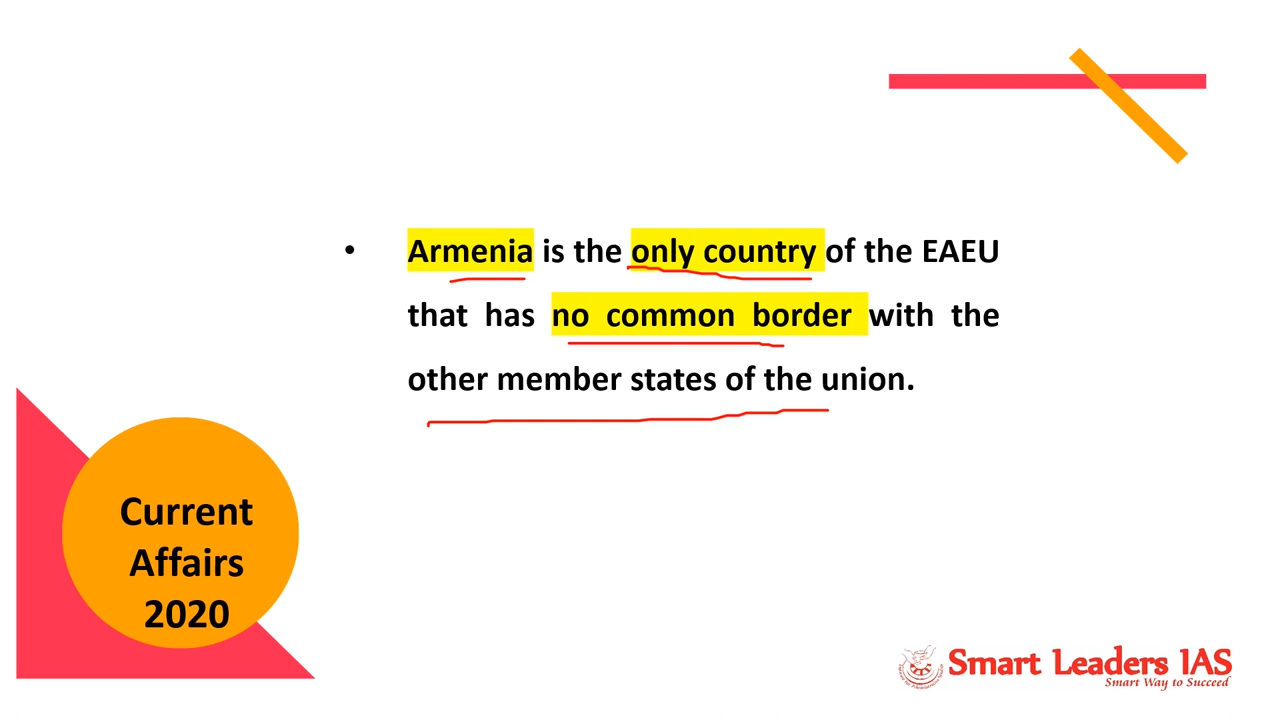 • Armenia is the only country of the EAEU
that has no common border with the
other member states of the union.
Current
Affairs
2020
Smart Leaders IAS
Smart Way to Succeed